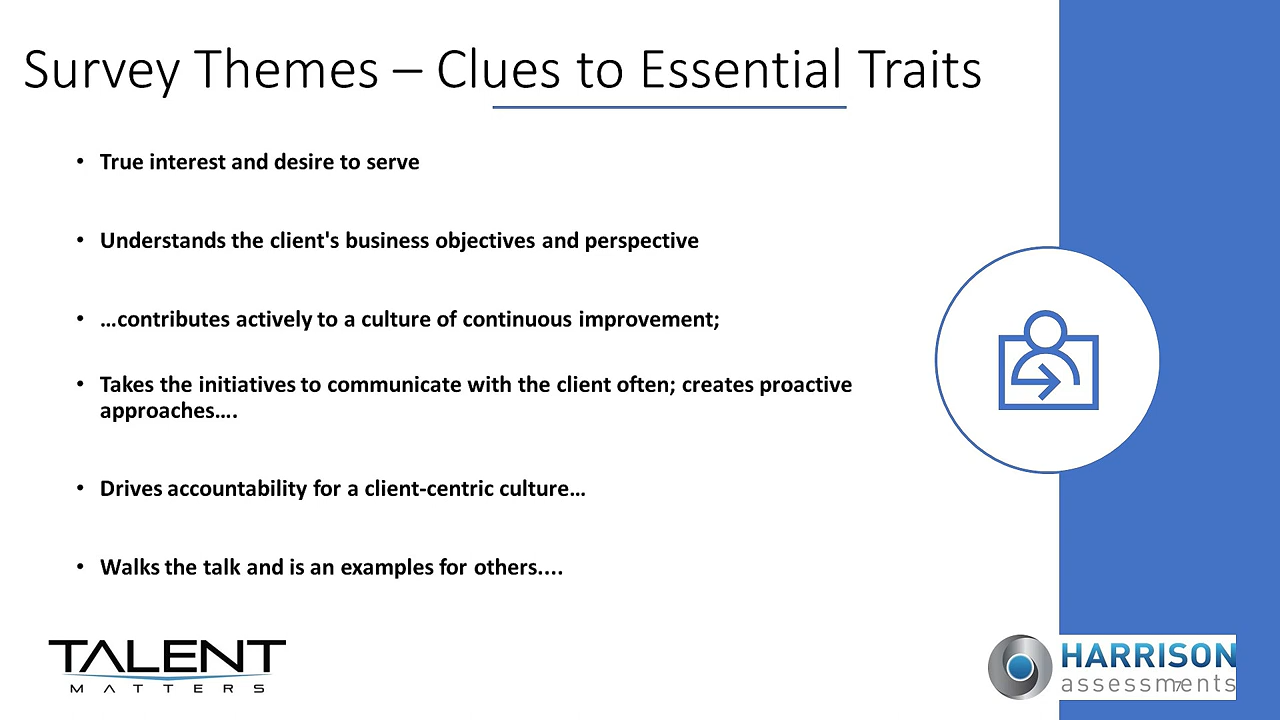 Survey Themes – Clues to Essential Traits
• True interest and desire to serve
• Understands the client's business objectives and perspective
• …contributes actively to a culture of continuous improvement;
• Takes the initiatives to communicate with the client often; creates proactive
approaches….
• Drives accountability for a client-centric culture…
• Walks the talk and is an examples for others....
TALENT
MATTERS
HARRISON
assessments
7